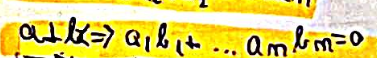 a⊥b <=> a₁b₁+ ... aₘbₘ=0